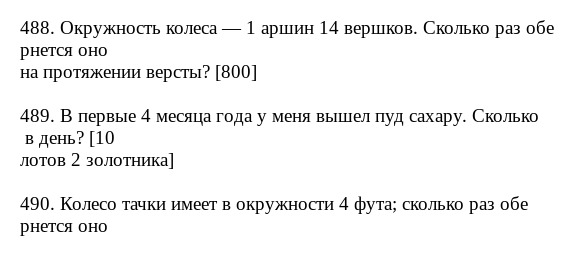 488. Окружность колеса — 1 аршин 14 вершков. Сколько раз обе
рнется оно
на протяжении версты? [800]
489. В первые 4 месяца года у меня вышел пуд сахару. Сколько
в день? [10
лотов 2 золотника]
490. Колесо тачки имеет в окружности 4 фута; сколько раз обе
рнется оно